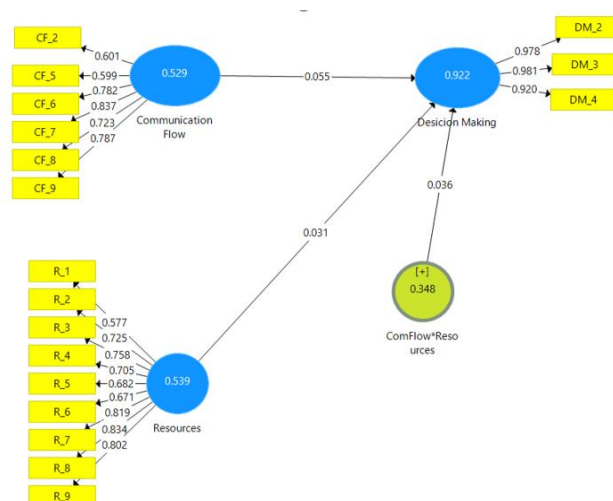 CF_2
CF_5
CF_6
CF_7
CF_8
CF_9
0.601
0.599
0.782
0.837
0.723
0.787
0.529
Communication
Flow
0.055
0.922
Desicion Making
0.978
0.981
0.920
DM_2
DM_3
DM_4
0.036
0.031
[+]
0.348
ComFlow*Reso
urces
R_1
R_2
R_3
R_4
R_5
R_6
R_7
R_8
R_9
0.577
0.725
0.758
0.705
0.682
0.671
0.819
0.834
0.802
0.539
Resources